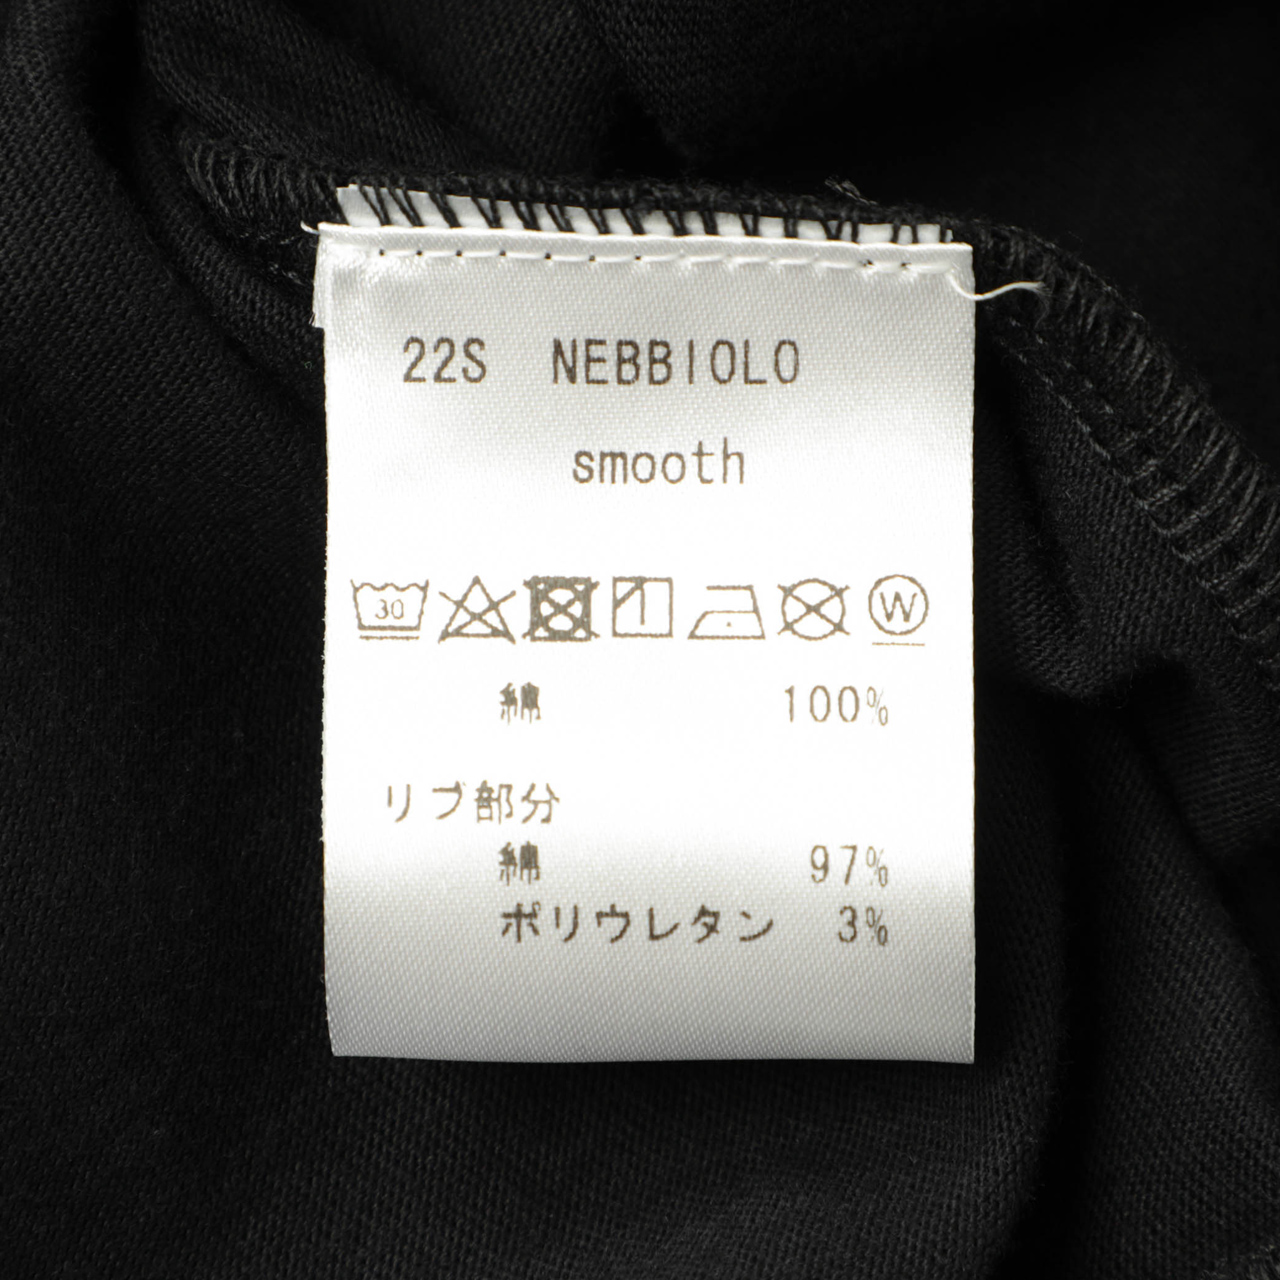 22S NEBBIOLO
smooth
30 W
綿 100%
リブ部分
綿 97%
ポリウレタン 3%